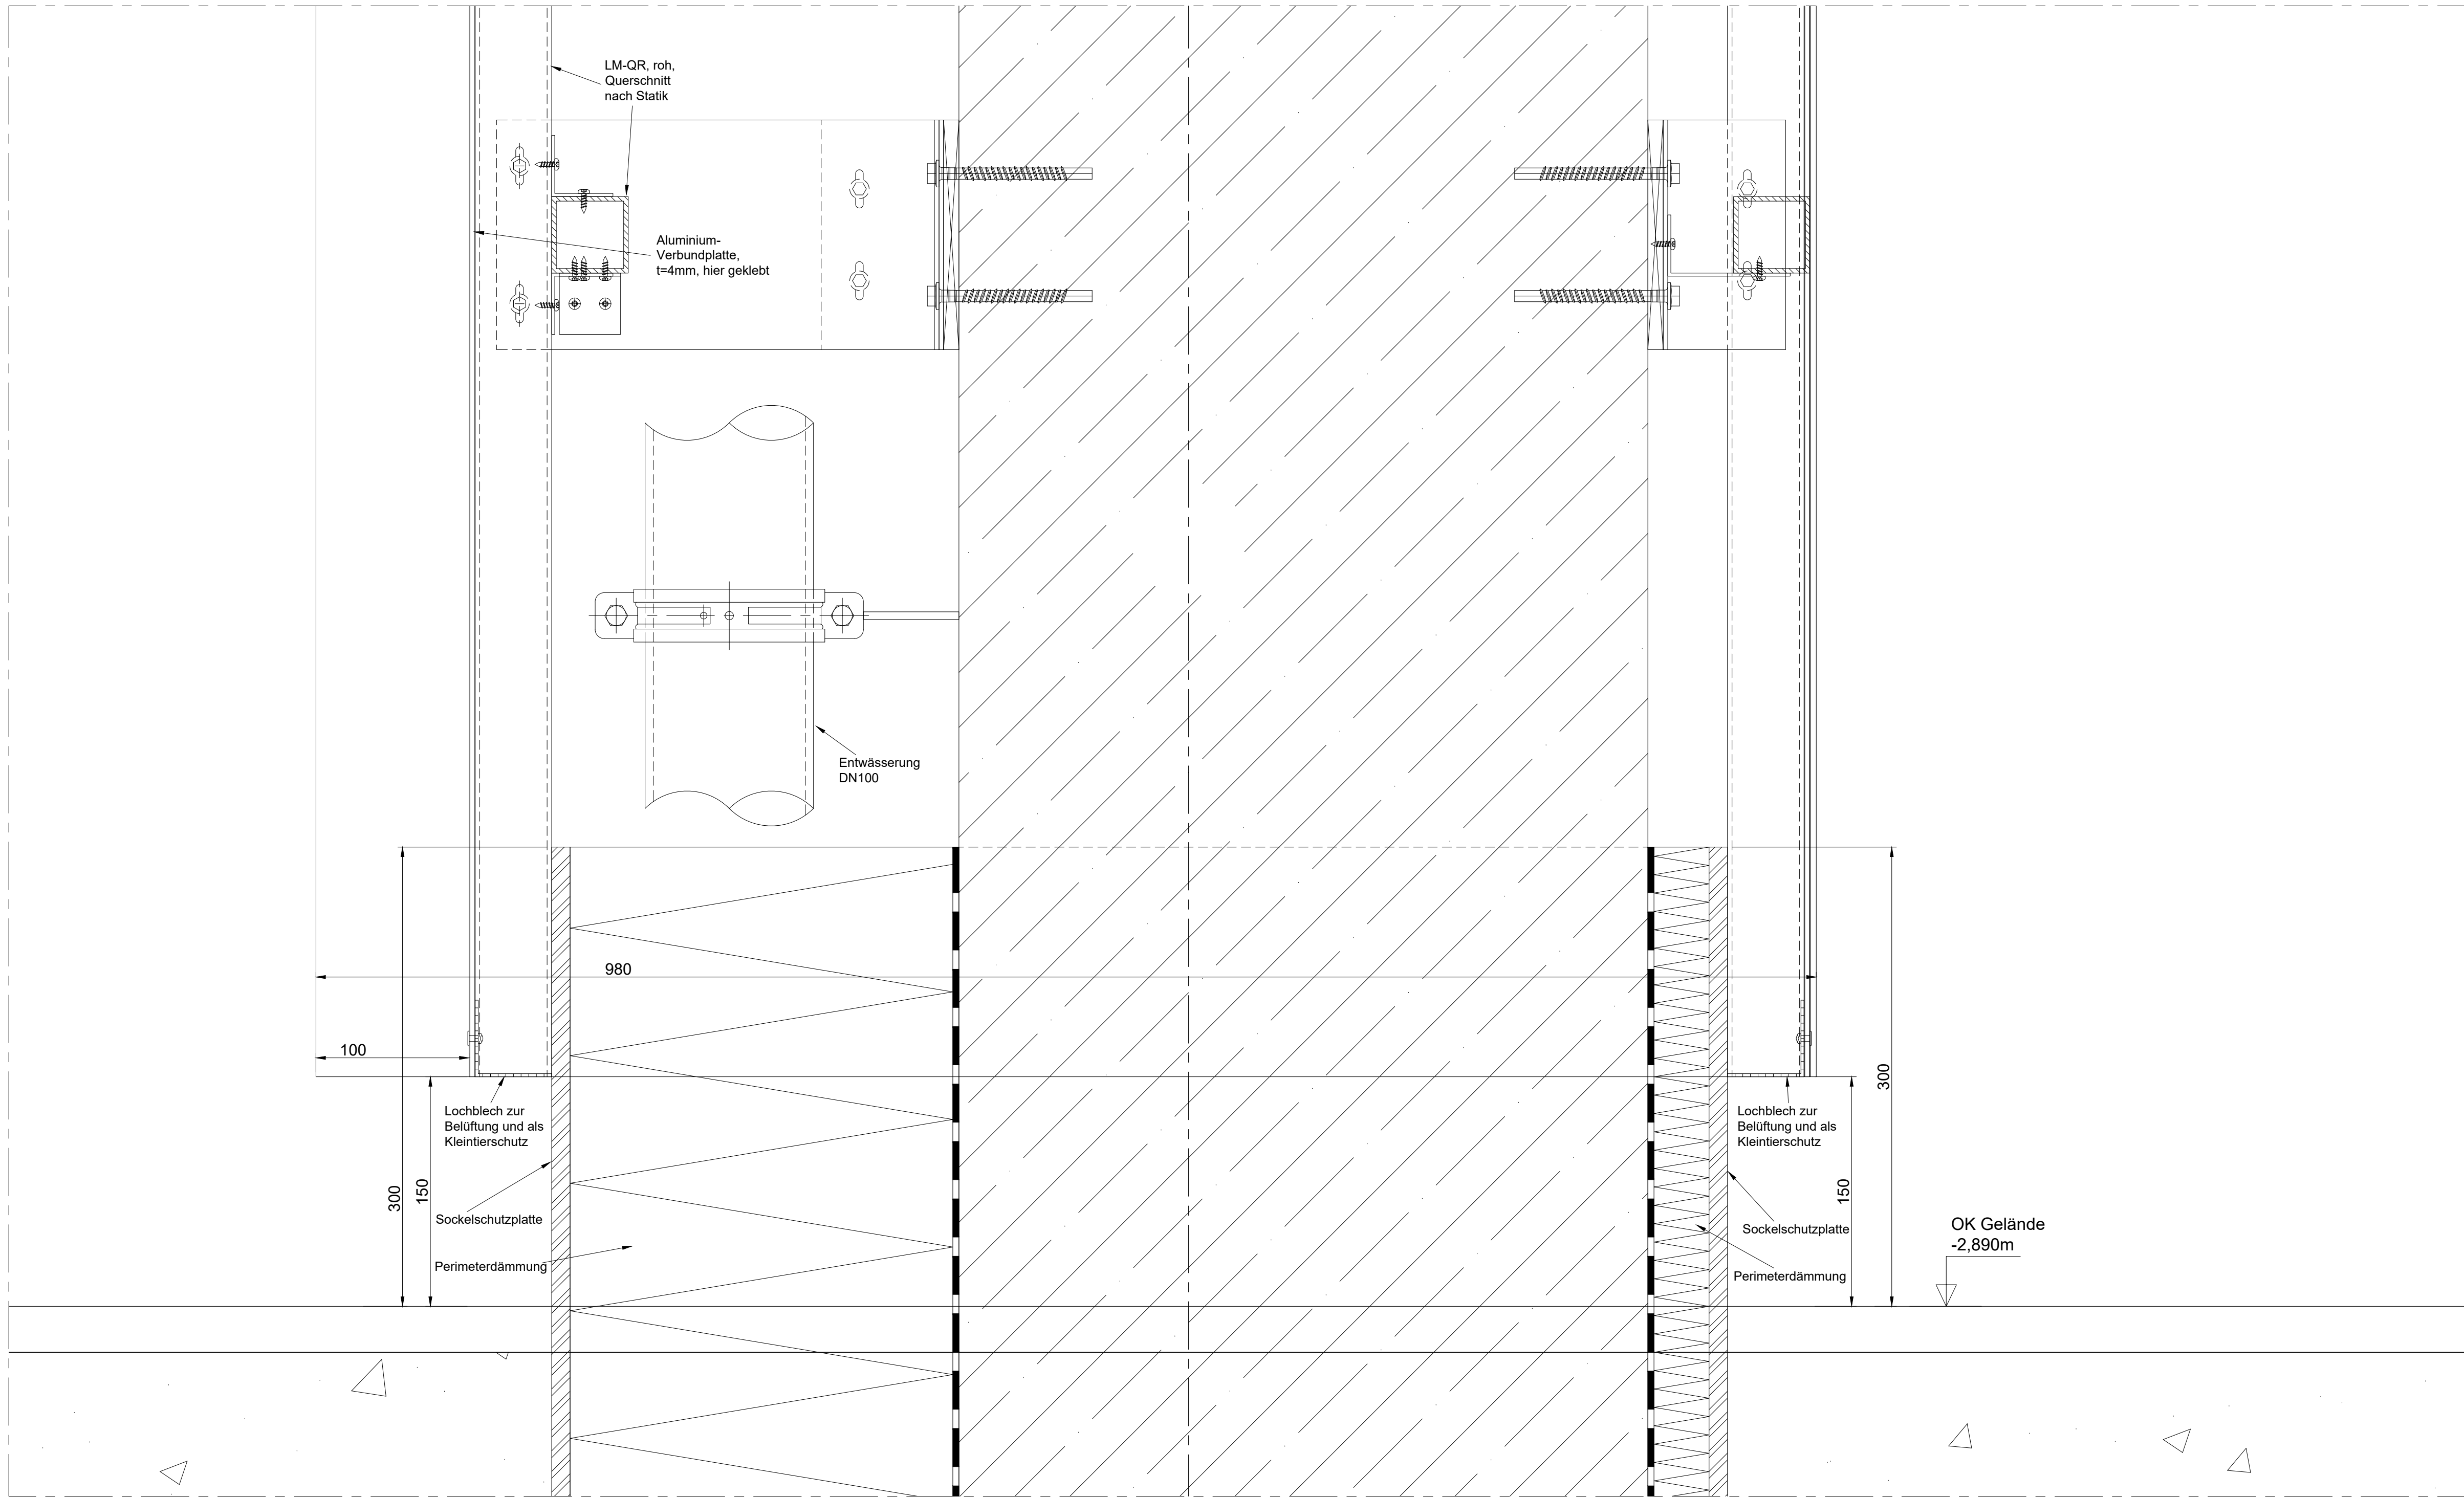 LM-QR, roh,
Querschnitt
nach Statik
Aluminium-
Verbundplatte,
t=4mm, hier geklebt
Entwässerung
DN100
980
100
300
150
Lochblech zur
Belüftung und als
Kleintierschutz
Sockelschutzplatte
Perimeterdämmung
300
150
Lochblech zur
Belüftung und als
Kleintierschutz
Sockelschutzplatte
Perimeterdämmung
OK Gelände
-2,890m